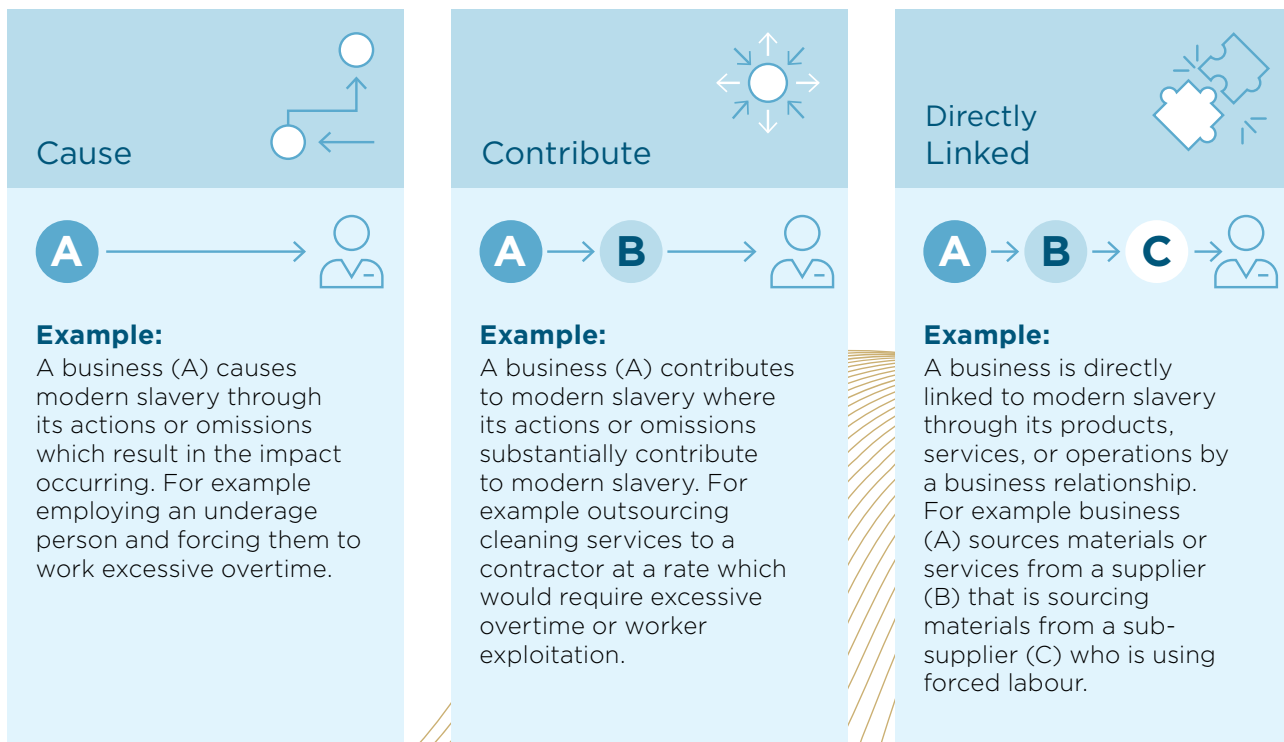 Cause
A
Example:
A business (A) causes
modern slavery through
its actions or omissions
which result in the impact
occurring. For example
employing an underage
person and forcing them to
work excessive overtime.
Contribute
A
B
Example:
A business (A) contributes
to modern slavery where
its actions or omissions
substantially contribute
to modern slavery. For
example outsourcing
cleaning services to a
contractor at a rate which
would require excessive
overtime or worker
exploitation.
Directly
Linked
A
B
C
Example:
A business is directly
linked to modern slavery
through its products,
services, or operations by
a business relationship.
For example business
(A) sources materials or
services from a supplier
(B) that is sourcing
materials from a sub-
supplier (C) who is using
forced labour.